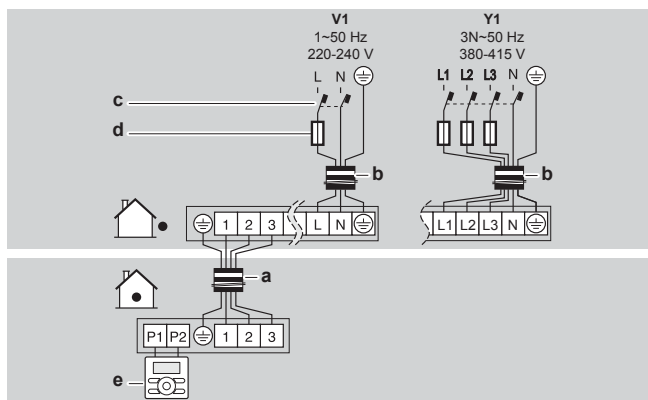 V1 Y1
1~50 Hz 3N~50 Hz
220-240 V 380-415 V
L N L1 L2 L3 N
c
d
b b
1 2 3 L N L1 L2 L3 N
a
P1 P2 1 2 3
e